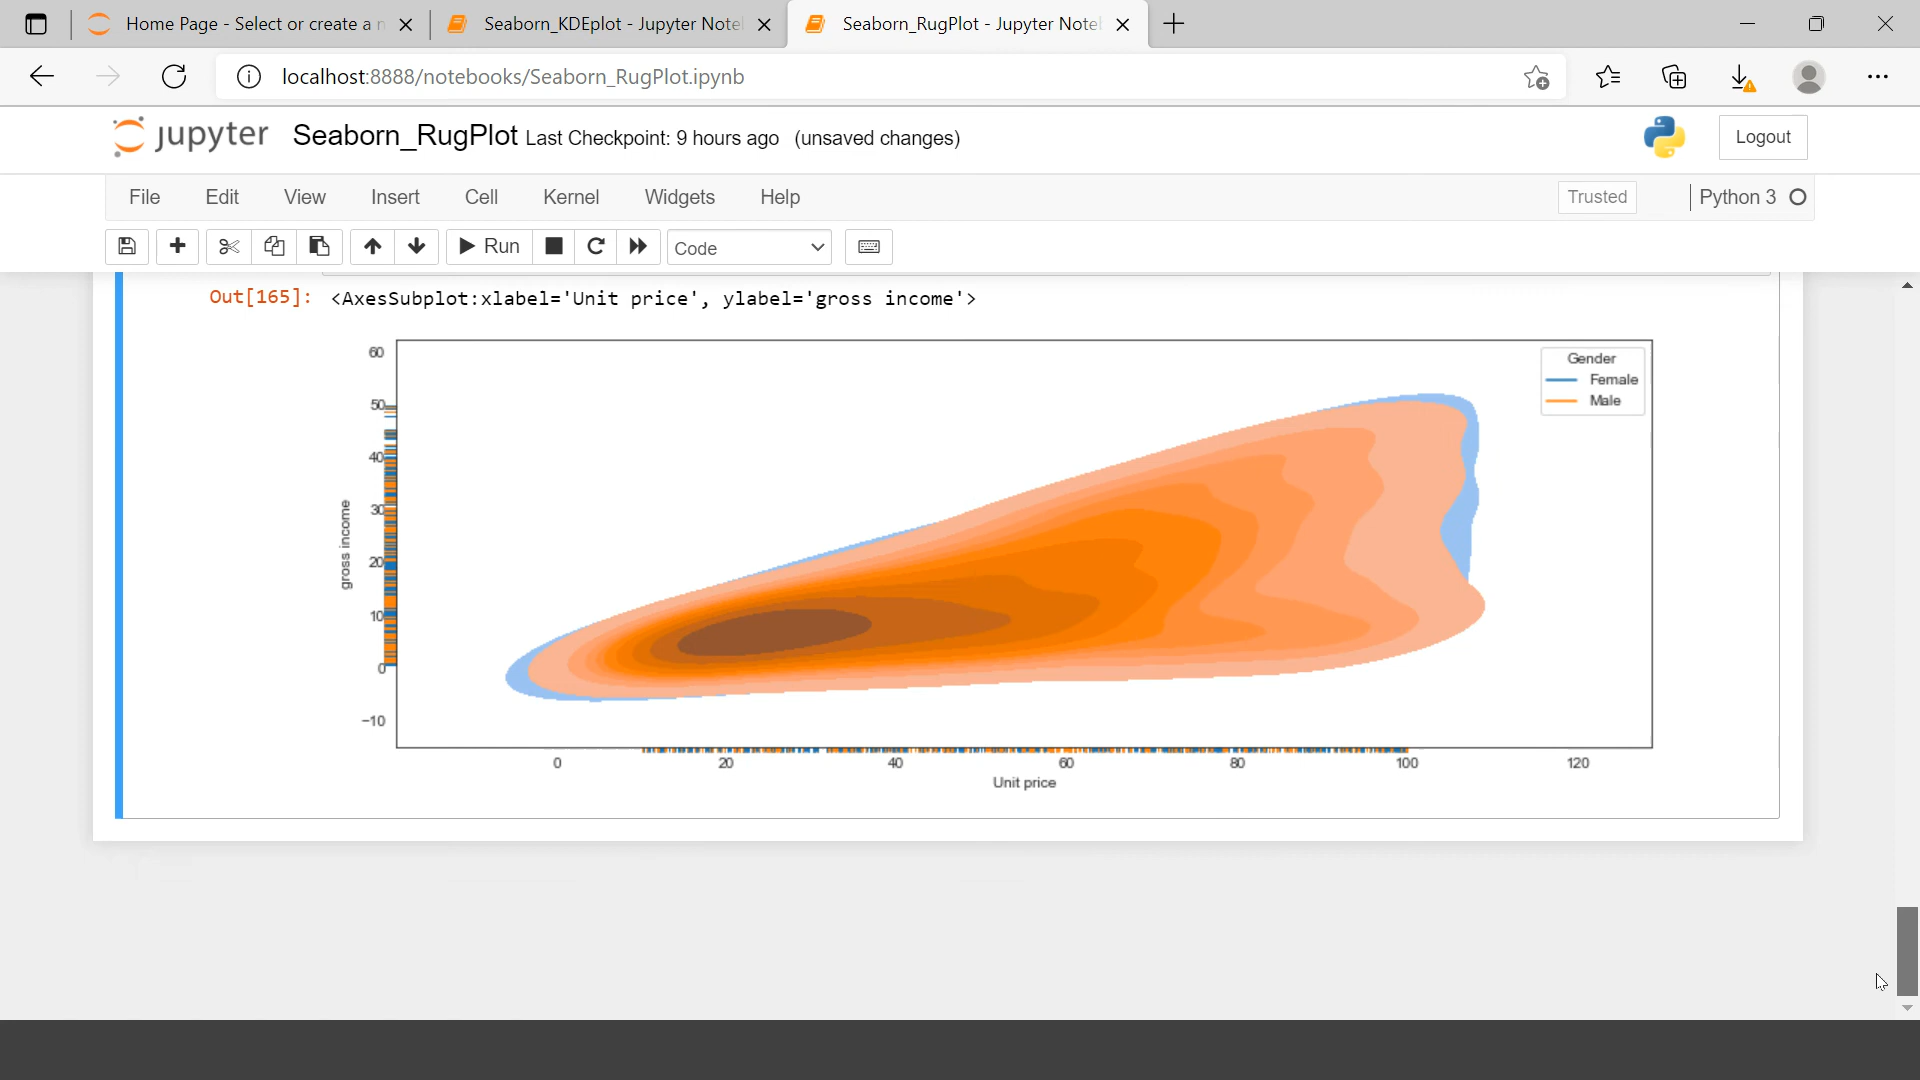 Home Page - Select or create a n
Seaborn_KDEplot - Jupyter Note
Seaborn_RugPlot - Jupyter Note
localhost:8888/notebooks/Seaborn_RugPlot.ipynb
jupyter Seaborn_RugPlot Last Checkpoint: 9 hours ago (unsaved changes)
Logout
File Edit View Insert Cell Kernel Widgets Help
Trusted
Python 3
Run
Code
Out[165]: <AxesSubplot:xlabel='Unit price', ylabel='gross income'>
60
50
40
30
20
10
0
−10
gross income
Gender
Female
Male
0 20 40 60 80 100 120
Unit price